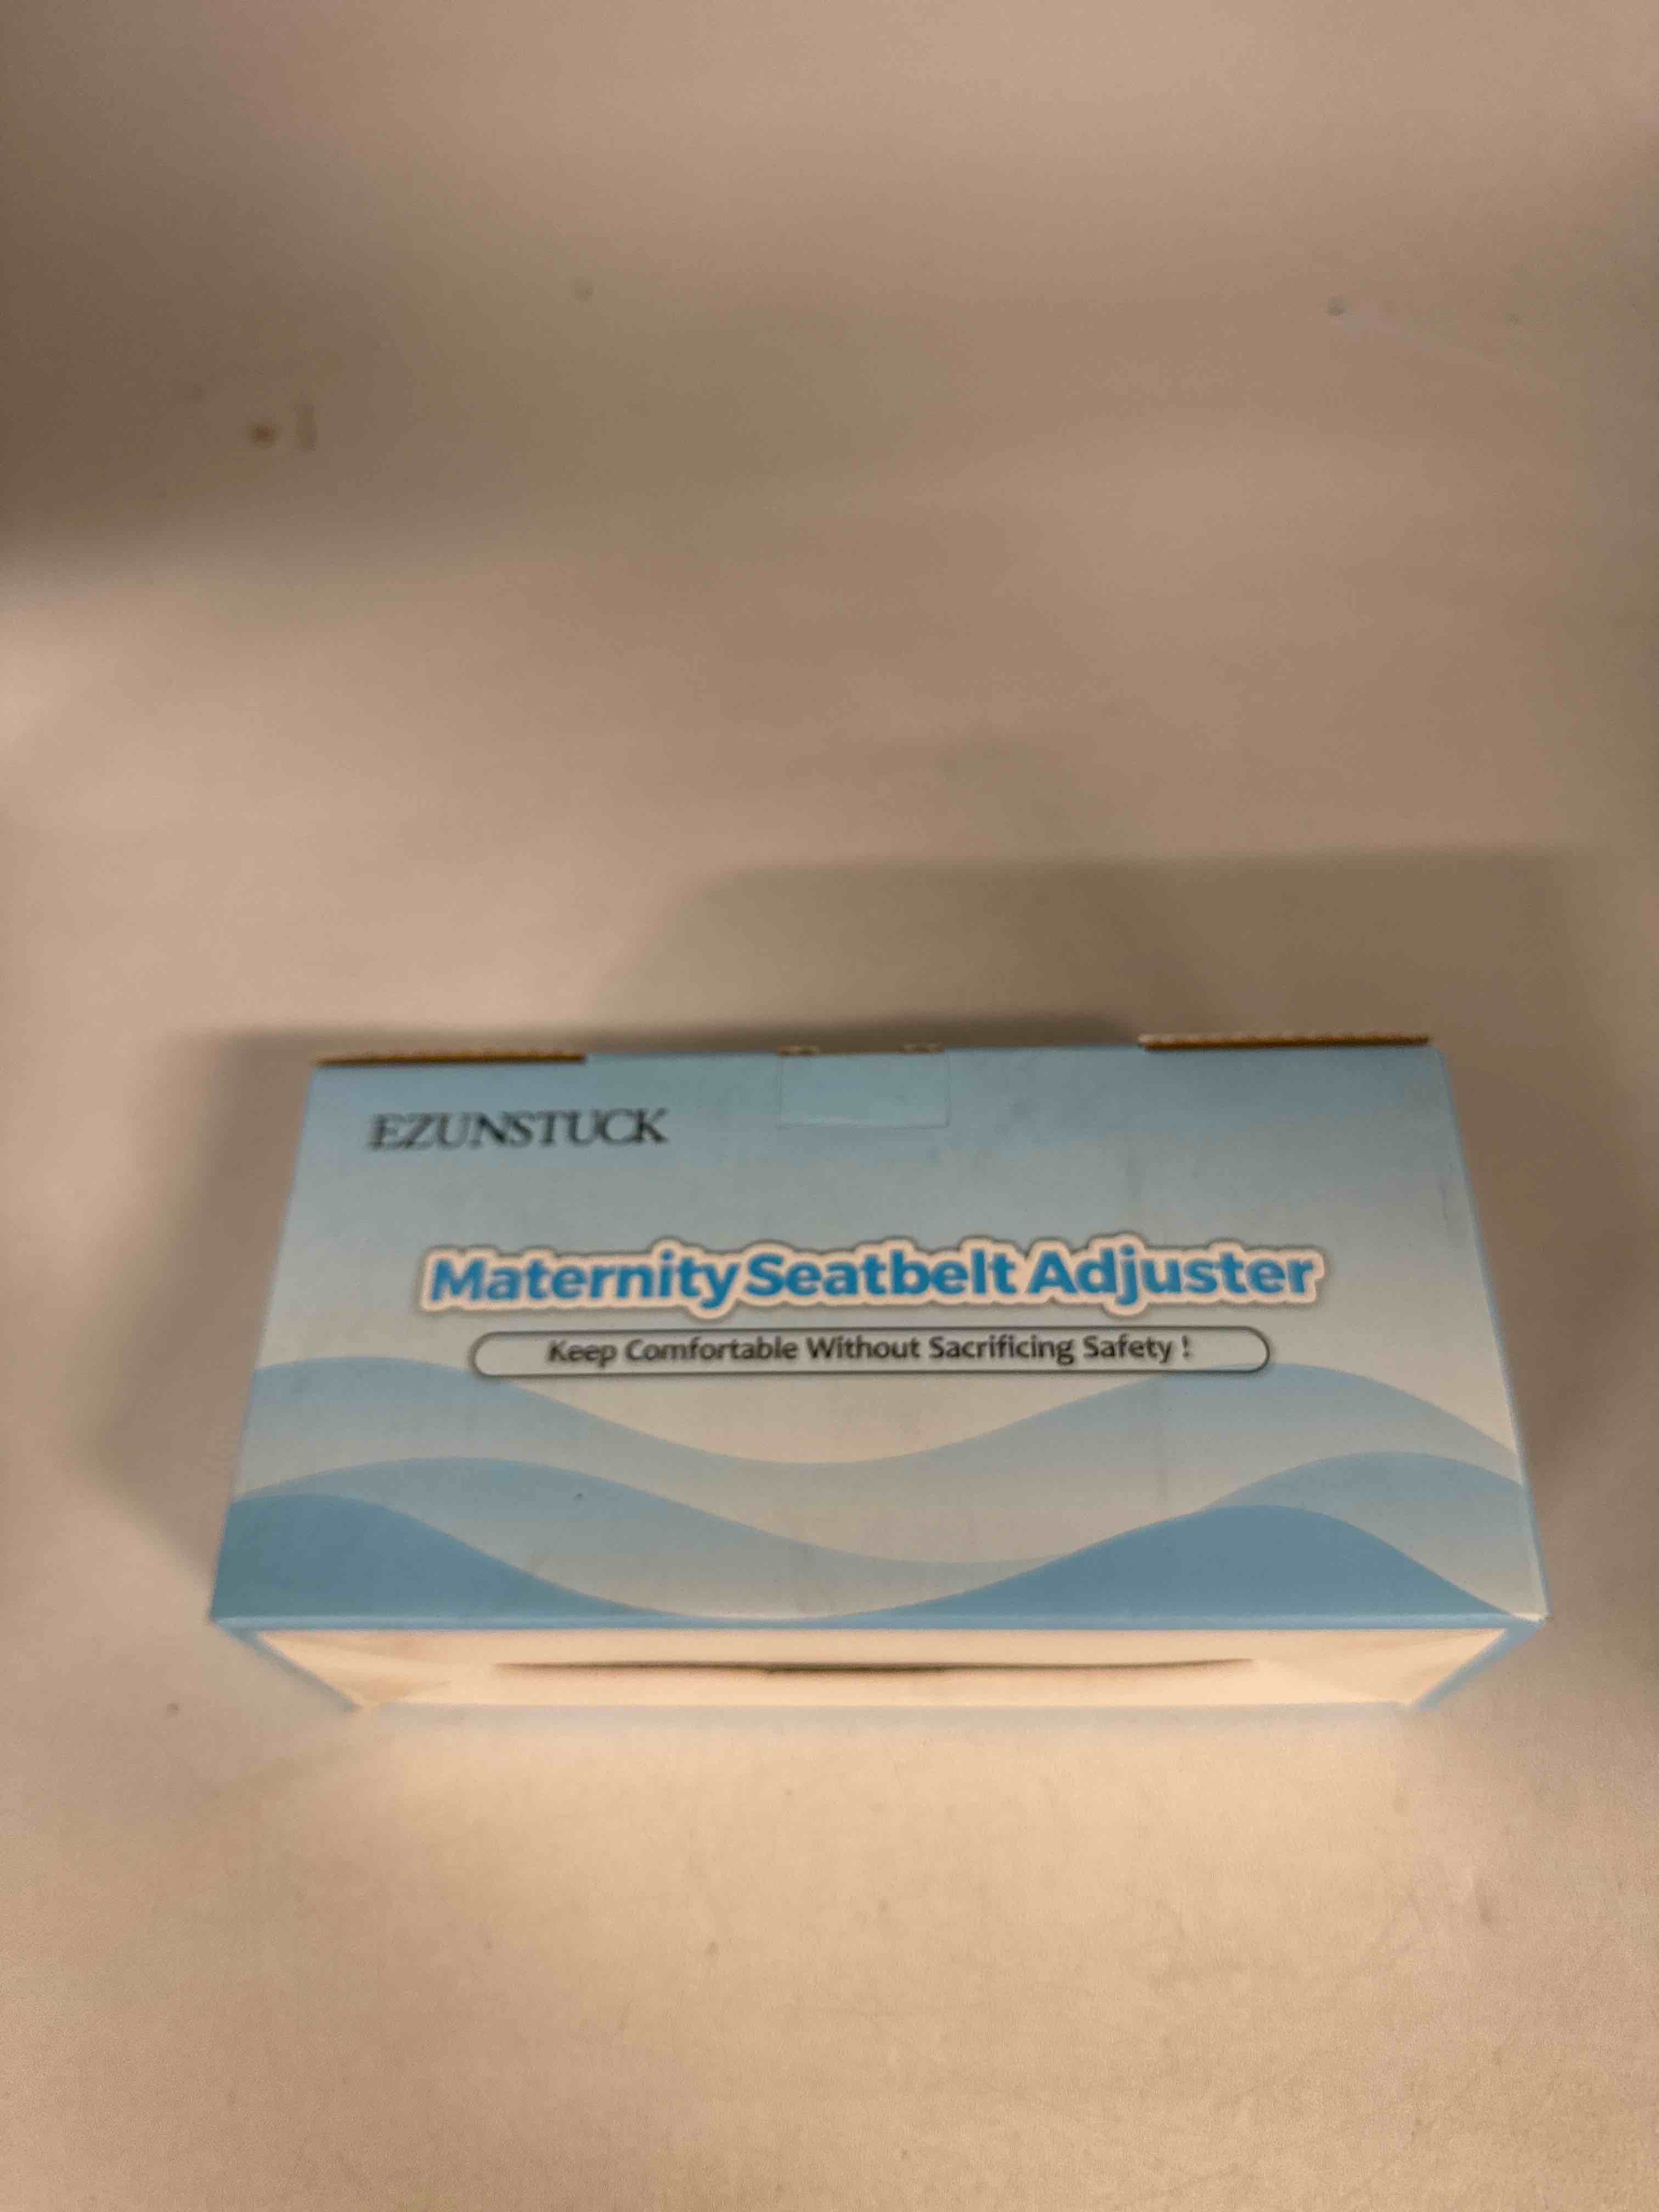 EZUNSTUCK
Maternity Seatbelt Adjuster
Keep Comfortable Without Sacrificing Safety !